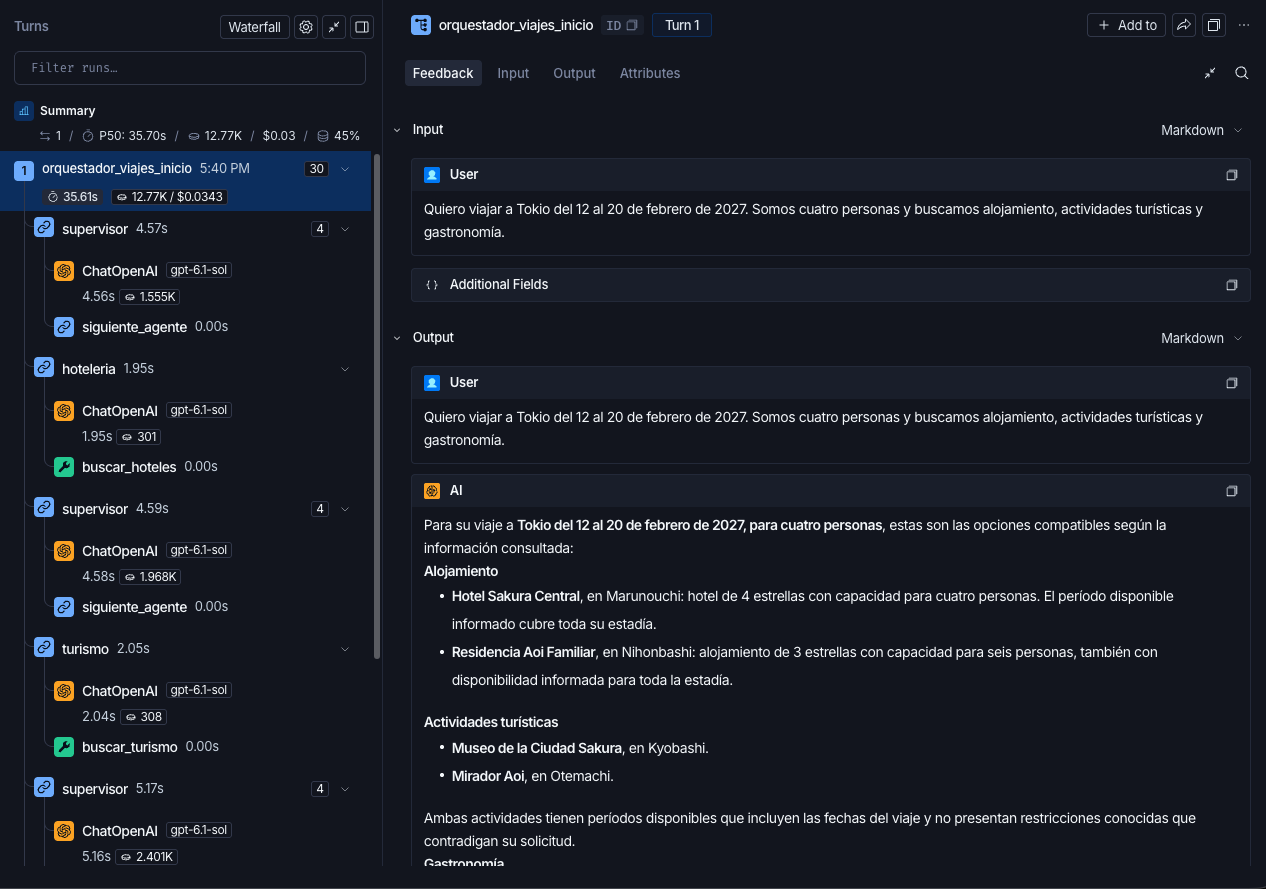 Turns
Waterfall
Filter runs…
Summary
1 / P50: 35.70s / 12.77K / $0.03 / 45%
1 orquestador_viajes_inicio 5:40 PM 30
35.61s 12.77K / $0.0343
supervisor 4.57s 4
ChatOpenAI gpt-6.1-sol
4.56s 1.555K
siguiente_agente 0.00s
hoteleria 1.95s
ChatOpenAI gpt-6.1-sol
1.95s 301
buscar_hoteles 0.00s
supervisor 4.59s 4
ChatOpenAI gpt-6.1-sol
4.58s 1.968K
siguiente_agente 0.00s
turismo 2.05s
ChatOpenAI gpt-6.1-sol
2.04s 308
buscar_turismo 0.00s
supervisor 5.17s 4
ChatOpenAI gpt-6.1-sol
5.16s 2.401K
orquestador_viajes_inicio ID Turn 1
+ Add to
Feedback Input Output Attributes
Input Markdown
User
Quiero viajar a Tokio del 12 al 20 de febrero de 2027. Somos cuatro personas y buscamos alojamiento, actividades turísticas y
gastronomía.
{} Additional Fields
Output Markdown
User
Quiero viajar a Tokio del 12 al 20 de febrero de 2027. Somos cuatro personas y buscamos alojamiento, actividades turísticas y
gastronomía.
AI
Para su viaje a Tokio del 12 al 20 de febrero de 2027, para cuatro personas, estas son las opciones compatibles según la
información consultada:
Alojamiento
• Hotel Sakura Central, en Marunouchi: hotel de 4 estrellas con capacidad para cuatro personas. El período disponible
informado cubre toda su estadía.
• Residencia Aoi Familiar, en Nihonbashi: alojamiento de 3 estrellas con capacidad para seis personas, también con
disponibilidad informada para toda la estadía.
Actividades turísticas
• Museo de la Ciudad Sakura, en Kyobashi.
• Mirador Aoi, en Otemachi.
Ambas actividades tienen períodos disponibles que incluyen las fechas del viaje y no presentan restricciones conocidas que
contradigan su solicitud.
Gastronomía